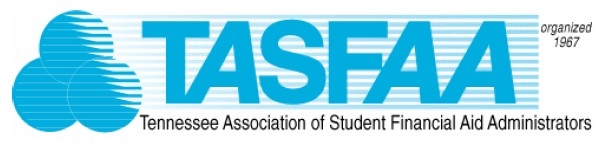 TASFAA
organized
1967
Tennessee Association of Student Financial Aid Administrators